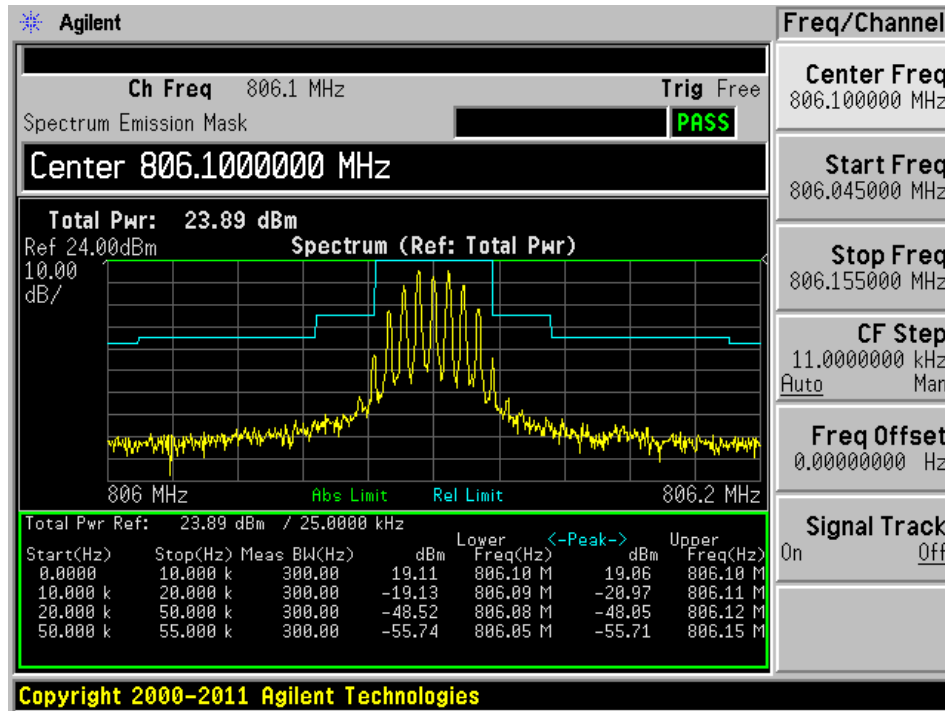 Agilent
Freq/Channel
Ch Freq 806.1 MHz Trig Free
Spectrum Emission Mask PASS
Center 806.1000000 MHz
Total Pwr: 23.89 dBm
Ref 24.00dBm Spectrum (Ref: Total Pwr)
10.00
dB/
806 MHz Abs Limit Rel Limit 806.2 MHz
Total Pwr Ref: 23.89 dBm / 25.0000 kHz
Lower <-Peak-> Upper
Start(Hz) Stop(Hz) Meas BW(Hz) dBm Freq(Hz) dBm Freq(Hz)
0.0000 10.000 k 300.00 19.11 806.10 M 19.06 806.10 M
10.000 k 20.000 k 300.00 -19.13 806.09 M -20.97 806.11 M
20.000 k 50.000 k 300.00 -48.52 806.08 M -48.05 806.12 M
50.000 k 55.000 k 300.00 -55.74 806.05 M -55.71 806.15 M
Center Freq
806.100000 MHz
Start Freq
806.045000 MHz
Stop Freq
806.155000 MHz
CF Step
11.0000000 kHz
Auto Man
Freq Offset
0.00000000 Hz
Signal Track
On Off
Copyright 2000-2011 Agilent Technologies